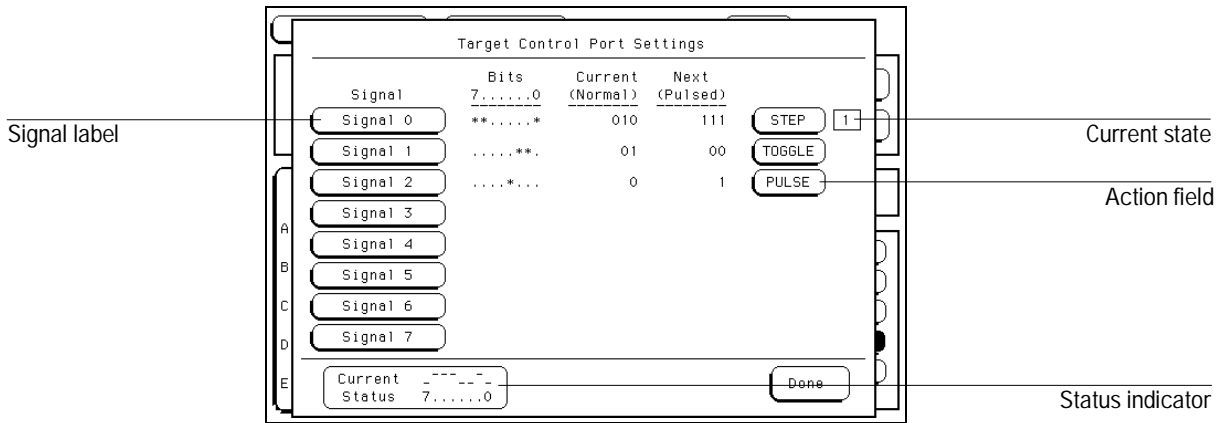 Target Control Port Settings
Bits Current Next
Signal 7......0 (Normal) (Pulsed)
Signal 0 **.....* 010 111 STEP 1
Signal label
Current state
Signal 1 .....**. 01 00 TOGGLE
Signal 2 ....*... 0 1 PULSE
Action field
Signal 3
A
Signal 4
B
Signal 5
C
Signal 6
D
Signal 7
E
Current
Status 7......0
Done
Status indicator